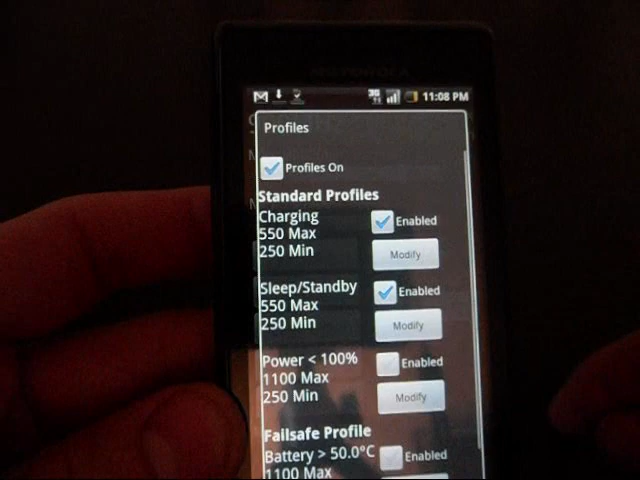 3G
11:08 PM
Profiles
Profiles On
Standard Profiles
Charging
Enabled
550 Max
250 Min
Modify
Sleep/Standby
Enabled
550 Max
250 Min
Modify
Power < 100%
Enabled
1100 Max
250 Min
Modify
Failsafe Profile
Battery > 50.0°C
Enabled
1100 Max